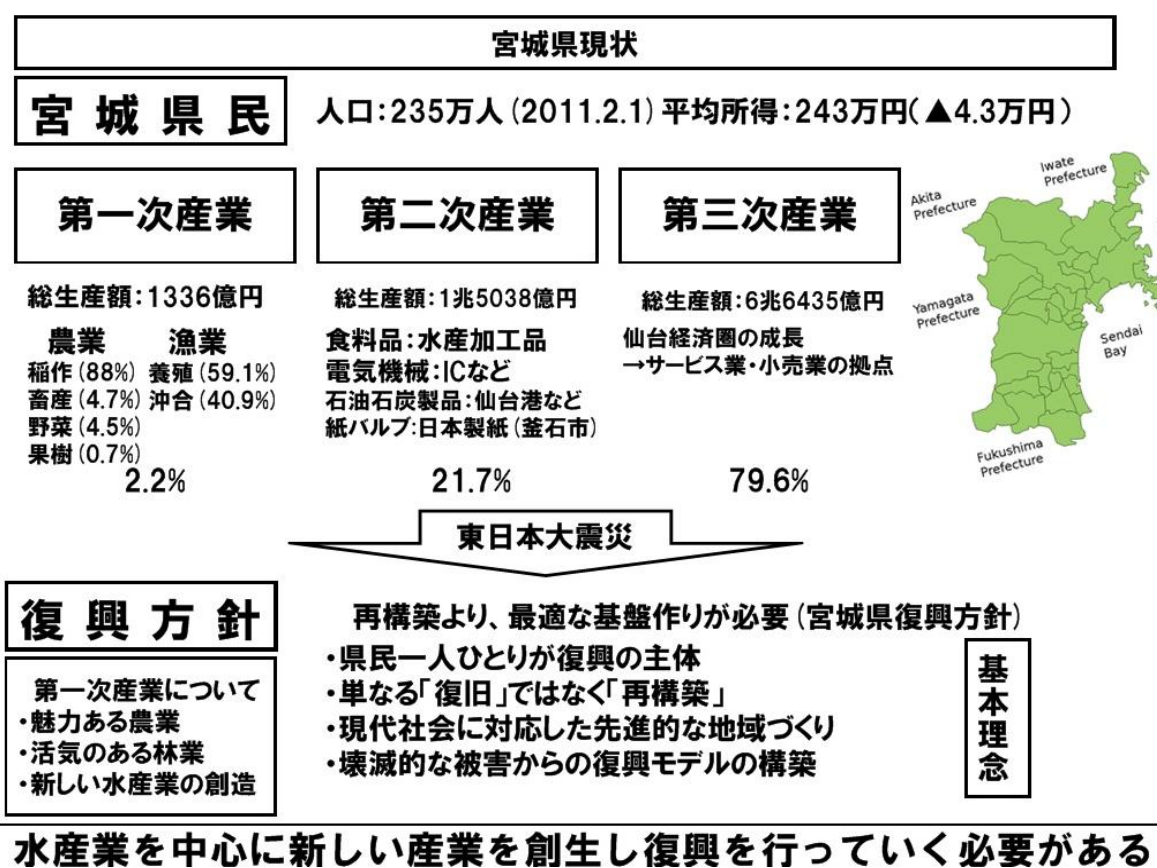 宮城県現状
宮城県民
人口：235万人（2011.2.1）平均所得：243万円（▲4.3万円）
第一次産業
総生産額：1336億円
農業 漁業
稲作（88%） 養殖（59.1%）
畜産（4.7%） 沖合（40.9%）
野菜（4.5%）
果樹（0.7%）
2.2%
第二次産業
総生産額：1兆5038億円
食料品：水産加工品
電気機械：ICなど
石油石炭製品：仙台港など
紙バルブ：日本製紙（釜石市）
21.7%
第三次産業
総生産額：6兆6435億円
仙台経済圏の成長
→サービス業・小売業の拠点
79.6%
Iwate
Prefecture
Akita
Prefecture
Yamagata
Prefecture
Sendai
Bay
Fukushima
Prefecture
東日本大震災
復興方針
第一次産業について
・魅力ある農業
・活気のある林業
・新しい水産業の創造
再構築より、最適な基盤作りが必要（宮城県復興方針）
・県民一人ひとりが復興の主体
・単なる「復旧」ではなく「再構築」
・現代社会に対応した先進的な地域づくり
・壊滅的な被害からの復興モデルの構築
基本理念
水産業を中心に新しい産業を創生し復興を行っていく必要がある